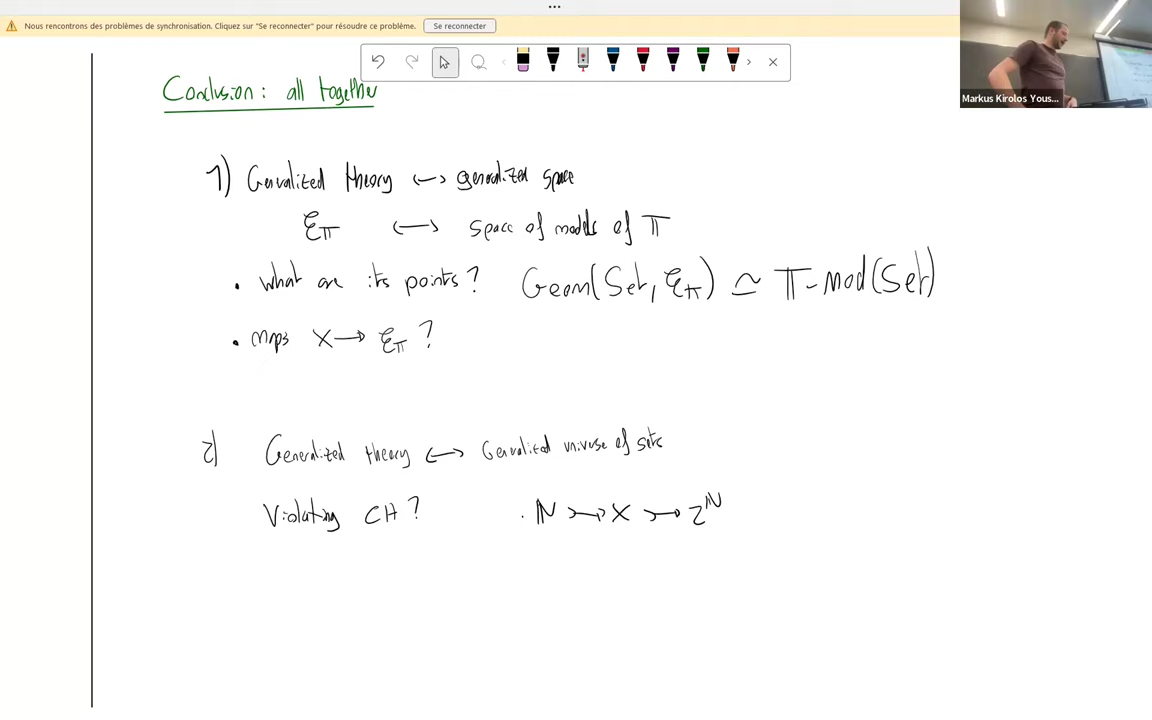 Nous rencontrons des problèmes de synchronisation. Cliquez sur "Se reconnecter" pour résoudre ce problème. Se reconnecter
Markus Kirolos Yous...
Conclusion: all together
1) Generalized theory ↔ generalized space
ℰ_𝕋 ↔ space of models of 𝕋
• what are its points? Geom(Set, ℰ_𝕋) ≃ 𝕋-mod(Set)
• maps X → ℰ_𝕋 ?
2) Generalized theory ↔ Generalized universe of sets
Violating CH? . ℕ ↣ X ↣ 2^ℕ